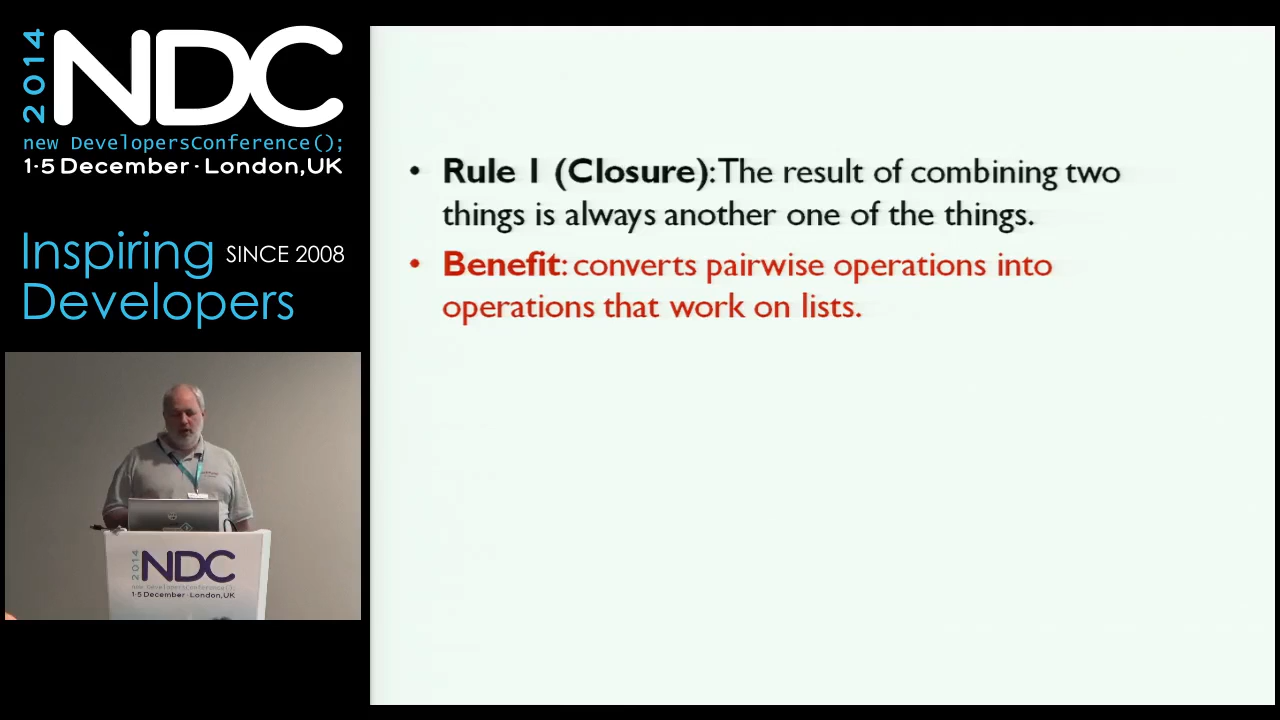 2014
NDC
new DevelopersConference();
1-5 December · London, UK
Inspiring SINCE 2008
Developers
2014
NDC
new DevelopersConference();
1-5 December · London, UK
• Rule 1 (Closure): The result of combining two
things is always another one of the things.
• Benefit: converts pairwise operations into
operations that work on lists.